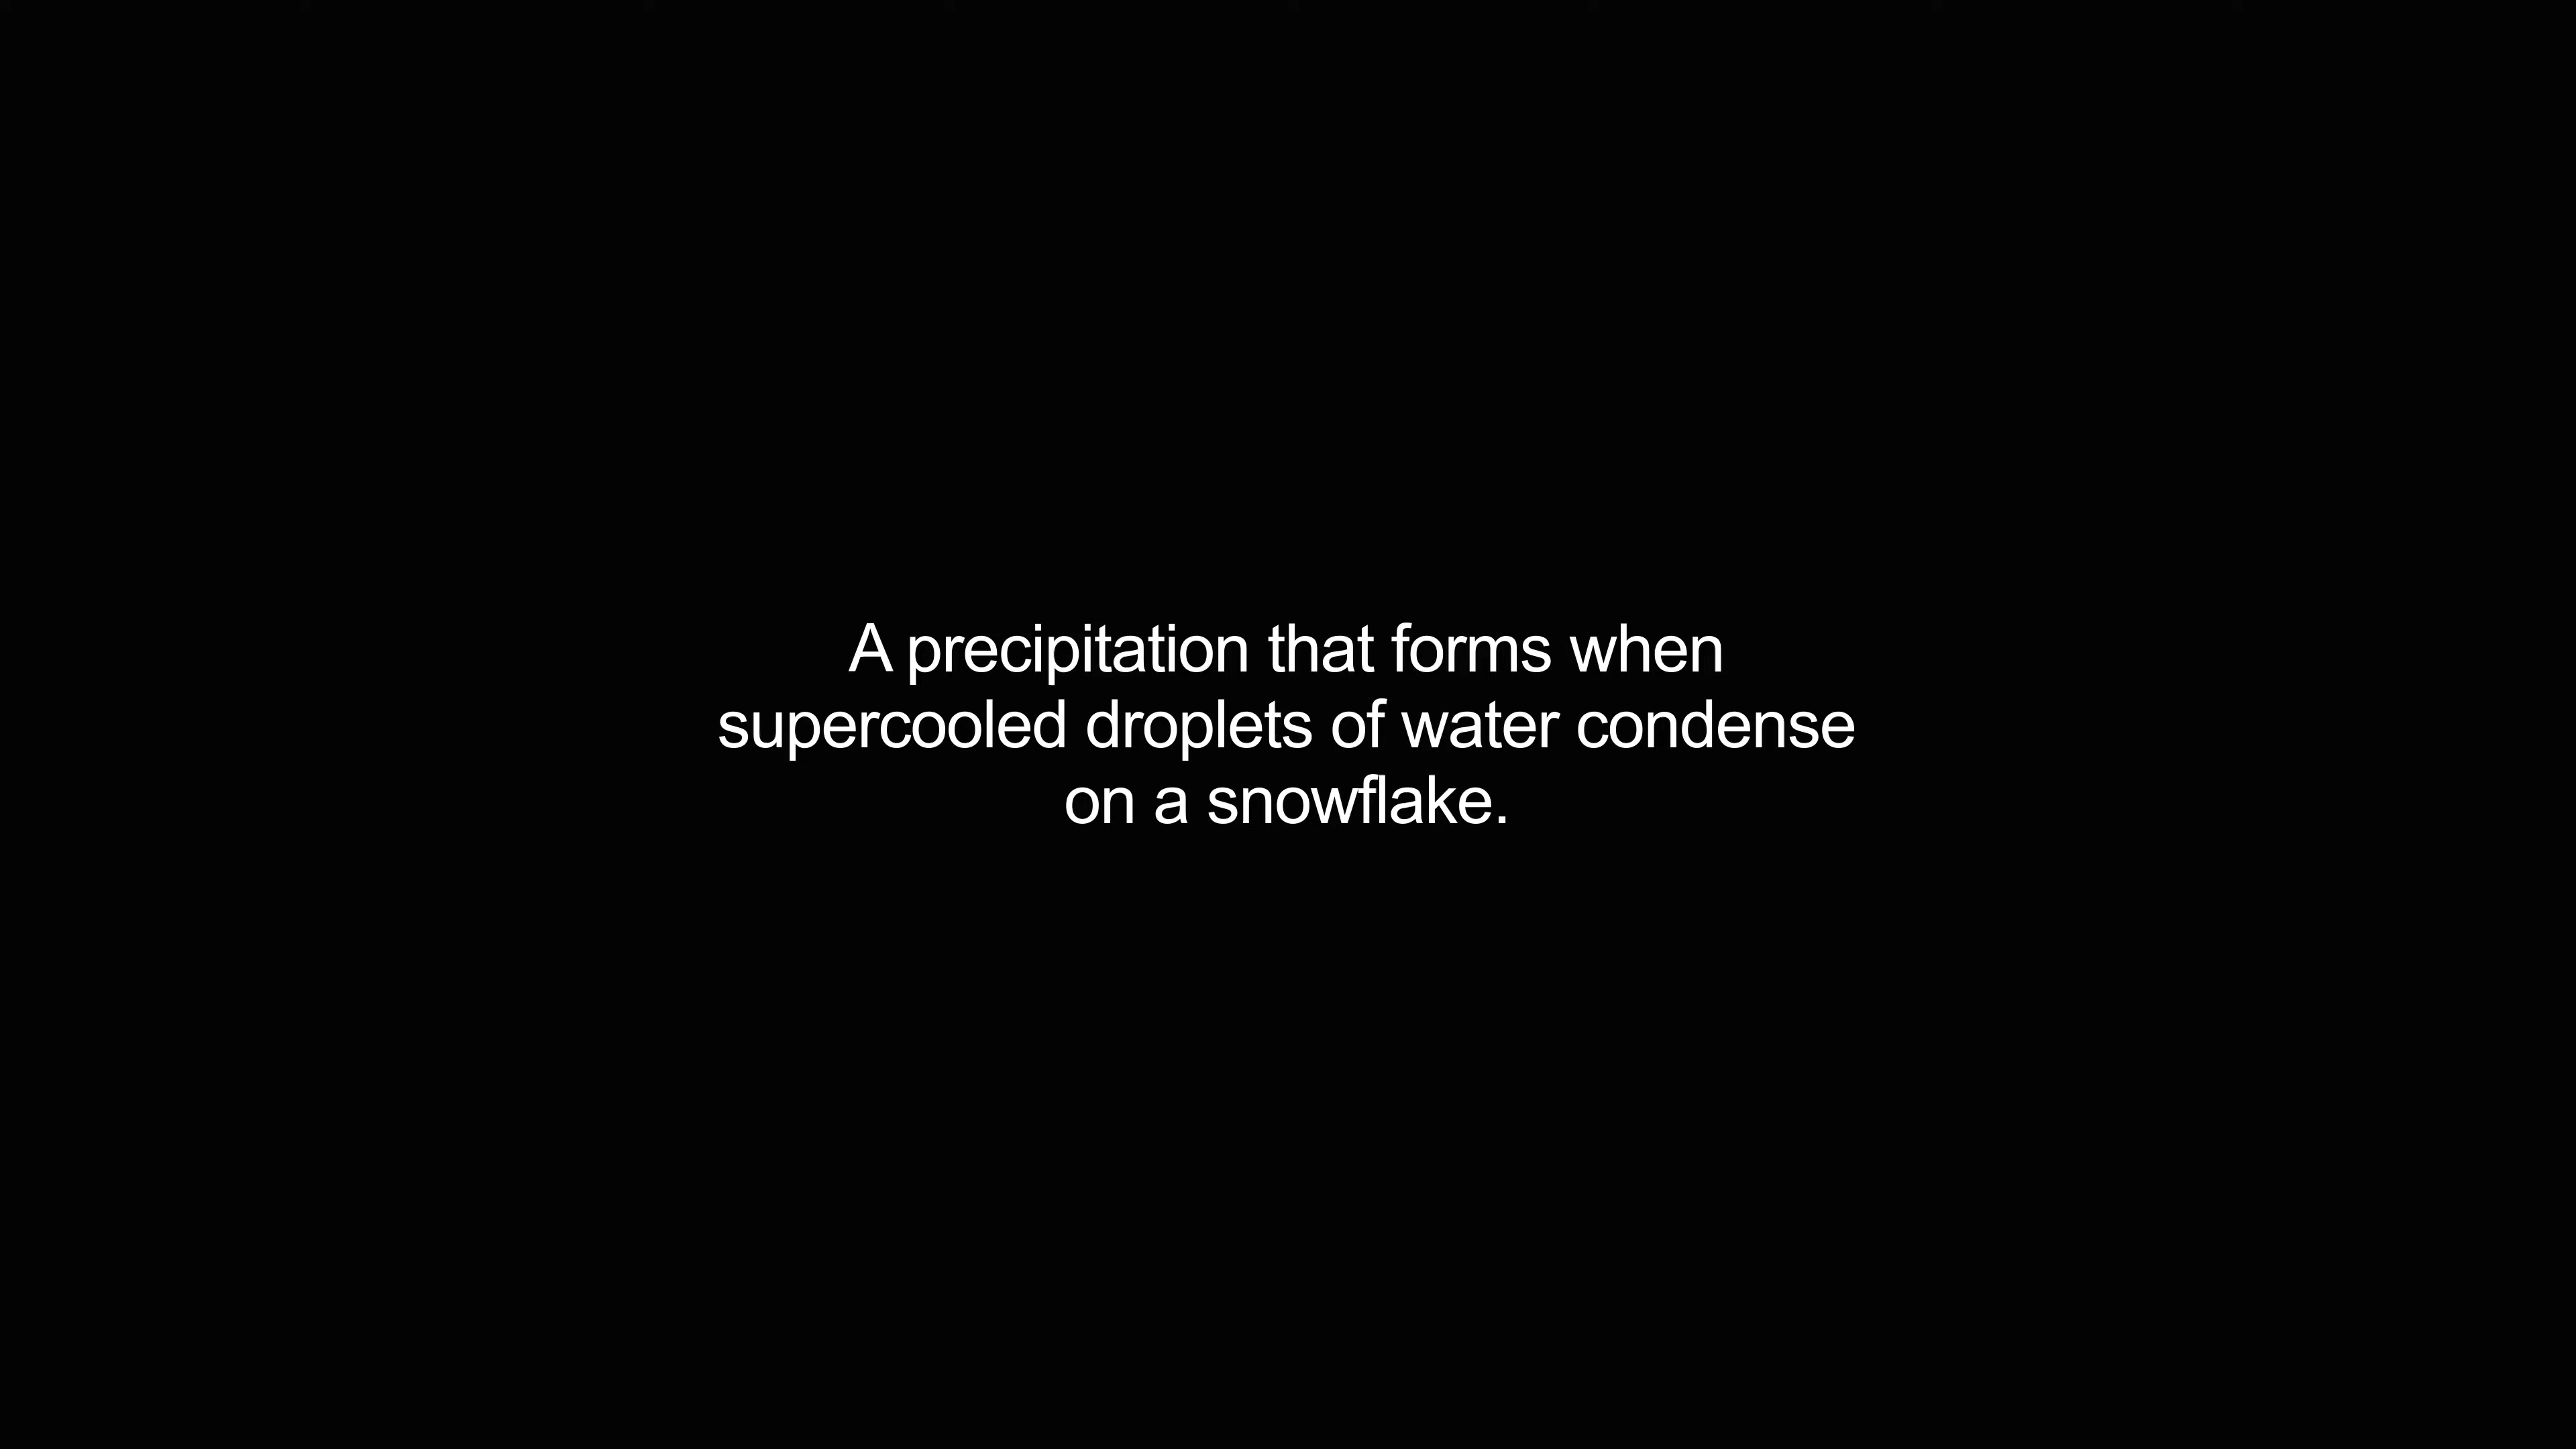 A precipitation that forms when
supercooled droplets of water condense
on a snowflake.